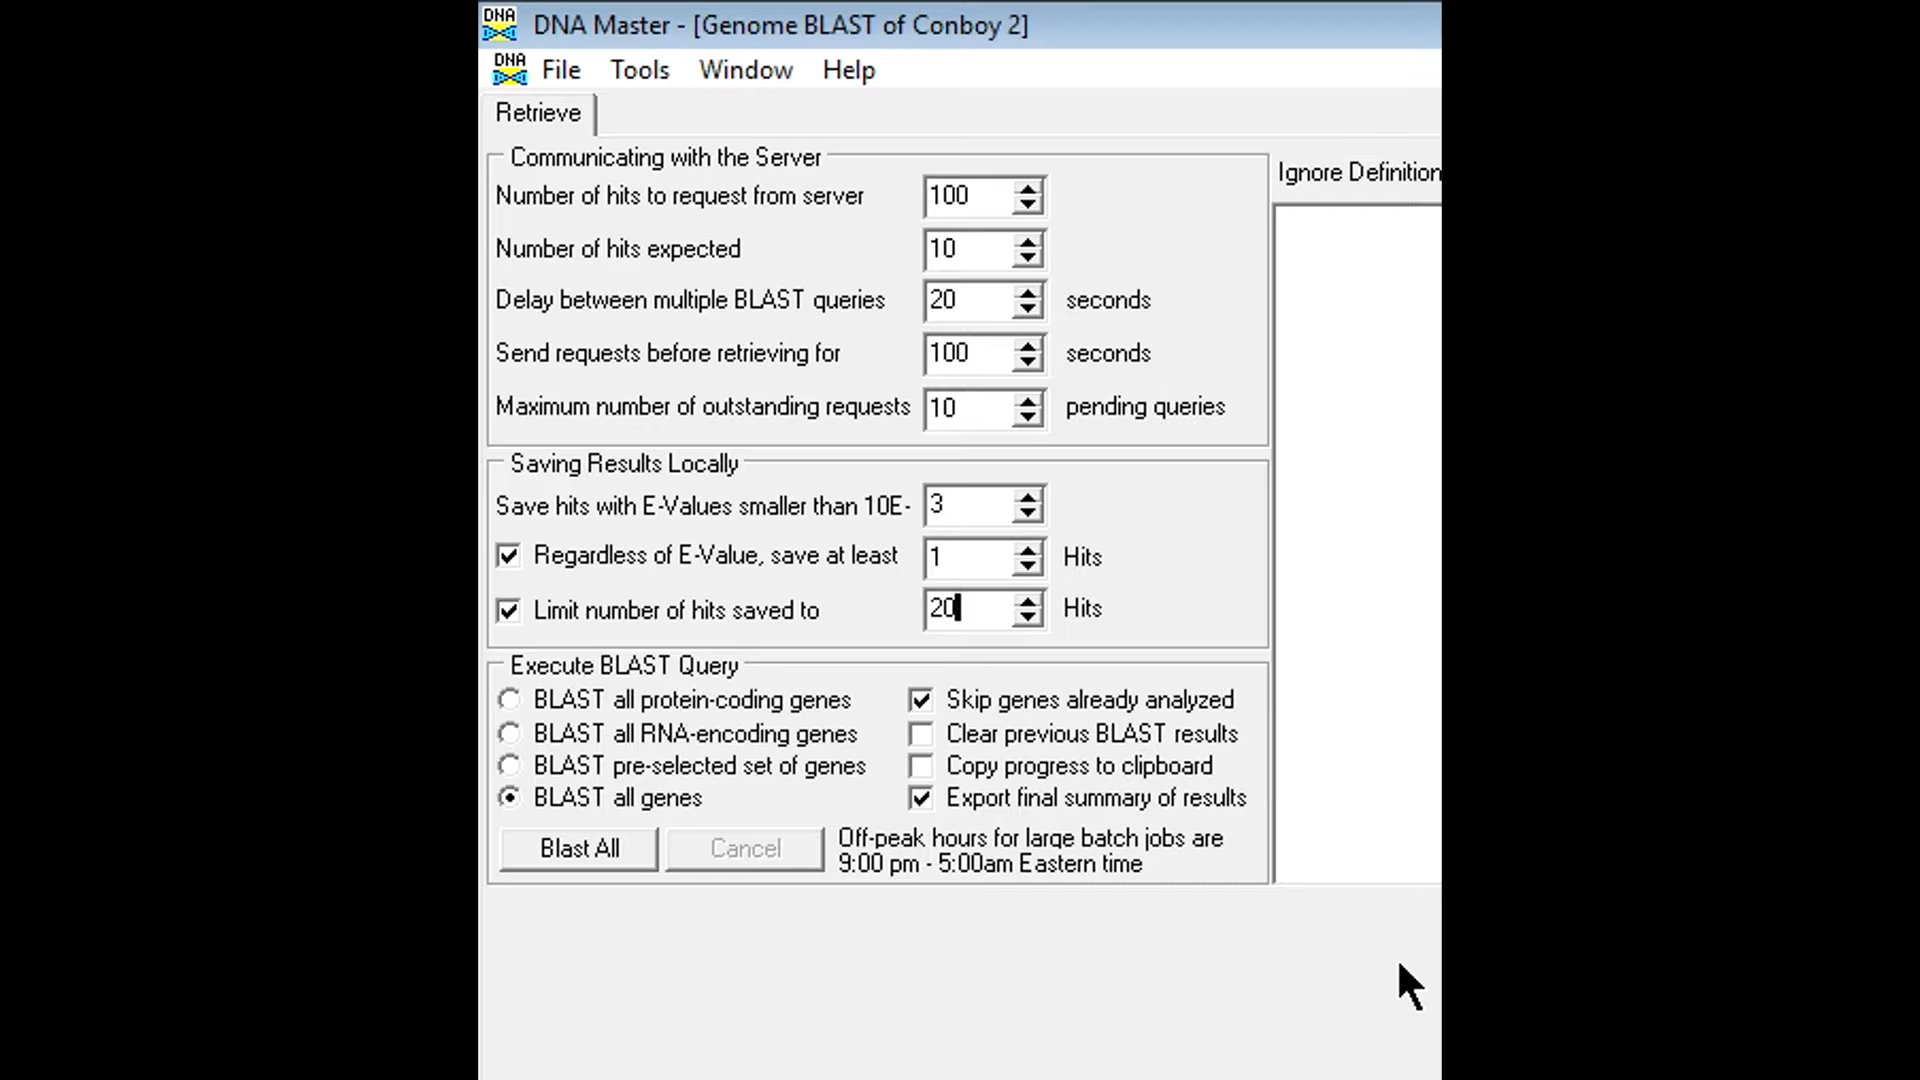 DNA
DNA Master - [Genome BLAST of Conboy 2]
DNA File Tools Window Help
Retrieve
Communicating with the Server
Ignore Definition
Number of hits to request from server 100
Number of hits expected 10
Delay between multiple BLAST queries 20 seconds
Send requests before retrieving for 100 seconds
Maximum number of outstanding requests 10 pending queries
Saving Results Locally
Save hits with E-Values smaller than 10E- 3
Regardless of E-Value, save at least 1 Hits
Limit number of hits saved to 20 Hits
Execute BLAST Query
BLAST all protein-coding genes Skip genes already analyzed
BLAST all RNA-encoding genes Clear previous BLAST results
BLAST pre-selected set of genes Copy progress to clipboard
BLAST all genes Export final summary of results
Blast All Cancel
Off-peak hours for large batch jobs are
9:00 pm - 5:00am Eastern time